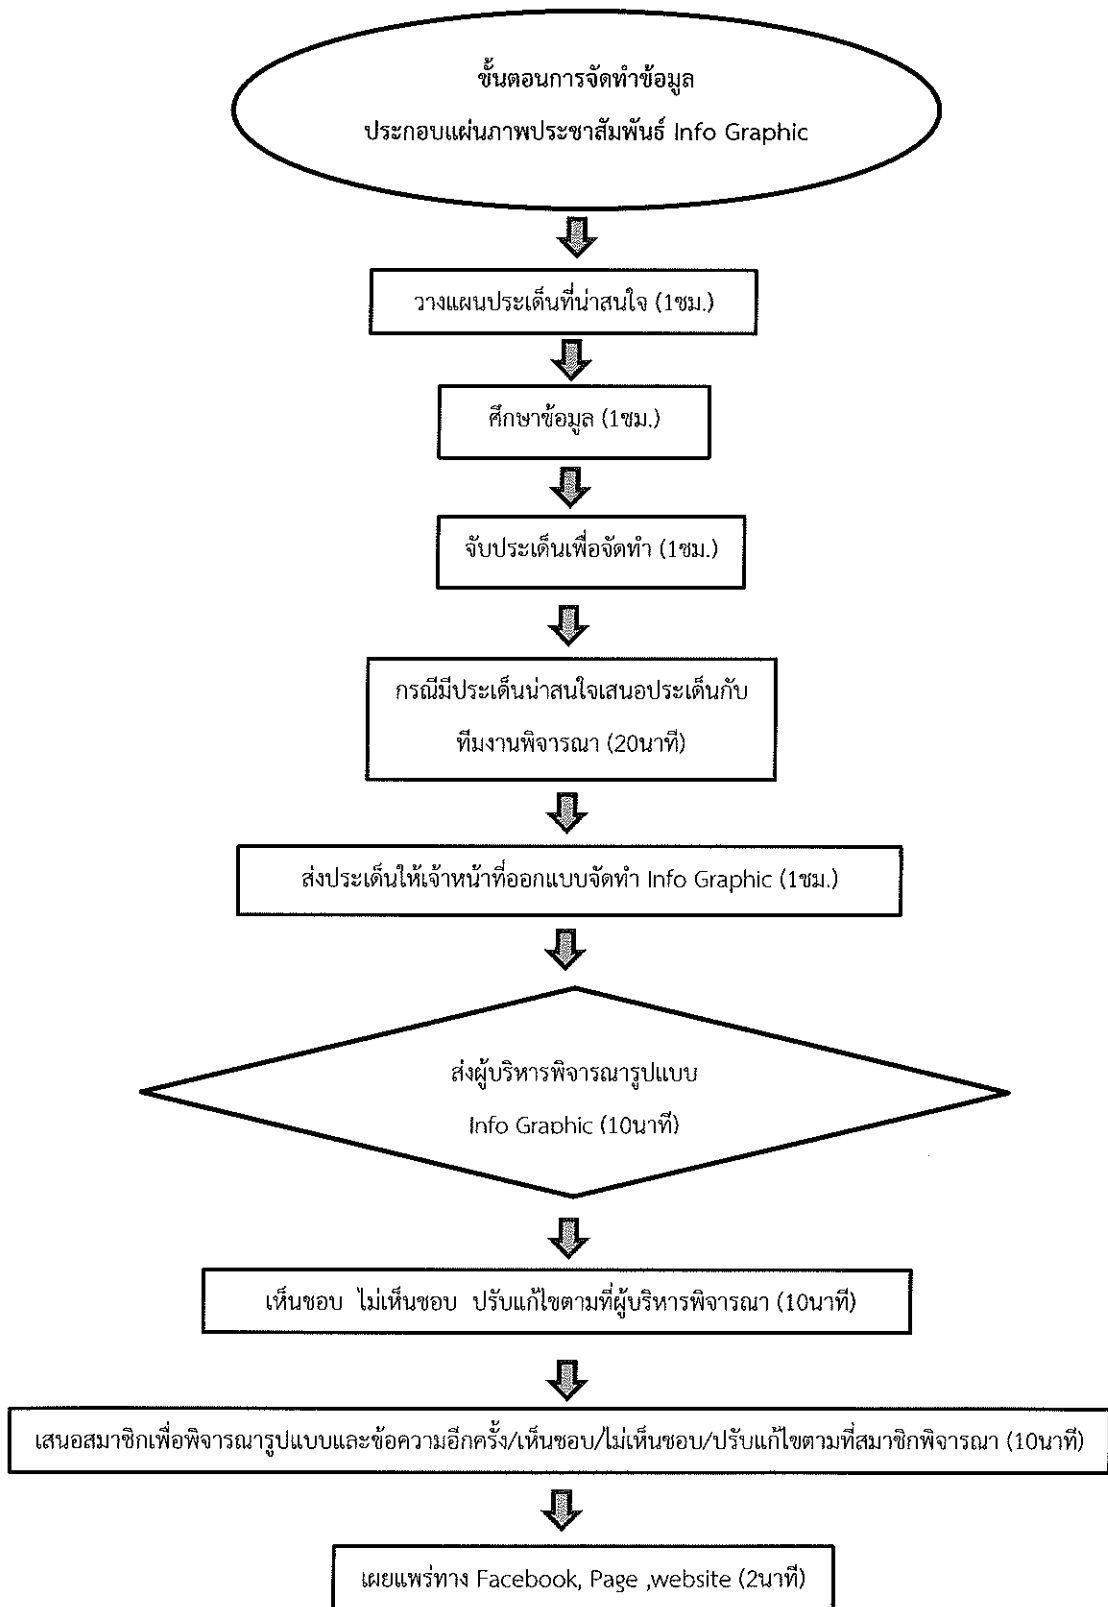 ขั้นตอนการจัดทำข้อมูล
ประกอบแผ่นภาพประชาสัมพันธ์ Info Graphic
วางแผนประเด็นที่น่าสนใจ (1ชม.)
ศึกษาข้อมูล (1ชม.)
จับประเด็นเพื่อจัดทำ (1ชม.)
กรณีมีประเด็นน่าสนใจเสนอประเด็นกับ
ทีมงานพิจารณา (20นาที)
ส่งประเด็นให้เจ้าหน้าที่ออกแบบจัดทำ Info Graphic (1ชม.)
ส่งผู้บริหารพิจารณารูปแบบ
Info Graphic (10นาที)
เห็นชอบ ไม่เห็นชอบ ปรับแก้ไขตามที่ผู้บริหารพิจารณา (10นาที)
เสนอสมาชิกเพื่อพิจารณารูปแบบและข้อความอีกครั้ง/เห็นชอบ/ไม่เห็นชอบ/ปรับแก้ไขตามที่สมาชิกพิจารณา (10นาที)
เผยแพร่ทาง Facebook, Page ,website (2นาที)